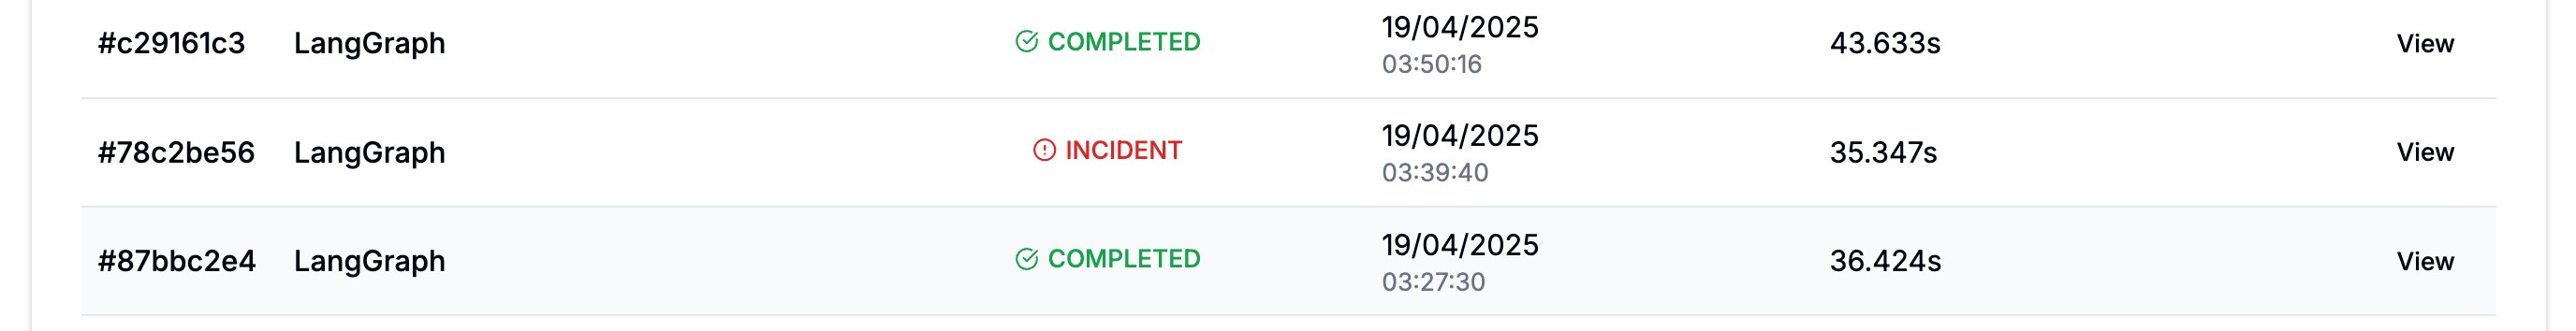 #c29161c3 LangGraph COMPLETED 19/04/2025 43.633s View
03:50:16
#78c2be56 LangGraph INCIDENT 19/04/2025 35.347s View
03:39:40
#87bbc2e4 LangGraph COMPLETED 19/04/2025 36.424s View
03:27:30